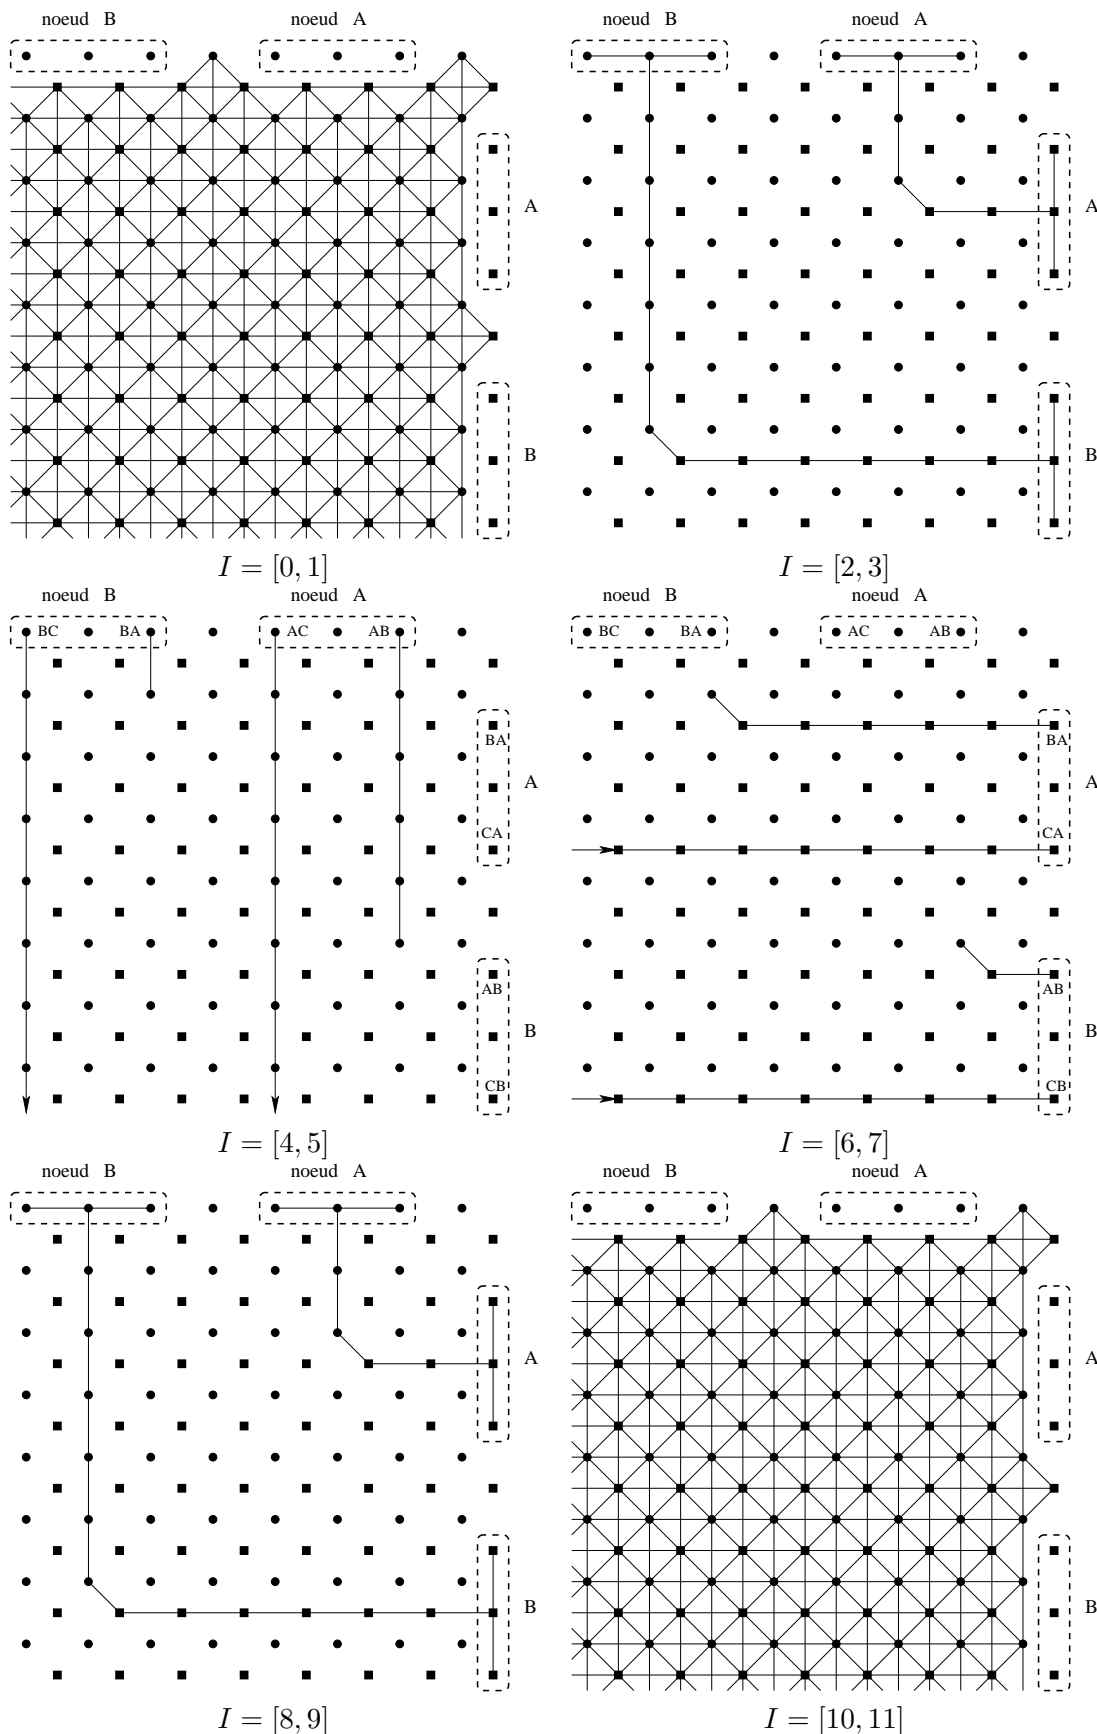 noeud B noeud A
A
B
I = [0, 1]
noeud B noeud A
A
B
I = [2, 3]
noeud B noeud A
BC BA AC AB
BA
A
CA
AB
B
CB
I = [4, 5]
noeud B noeud A
BC BA AC AB
BA
A
CA
AB
B
CB
I = [6, 7]
noeud B noeud A
A
B
I = [8, 9]
noeud B noeud A
A
B
I = [10, 11]